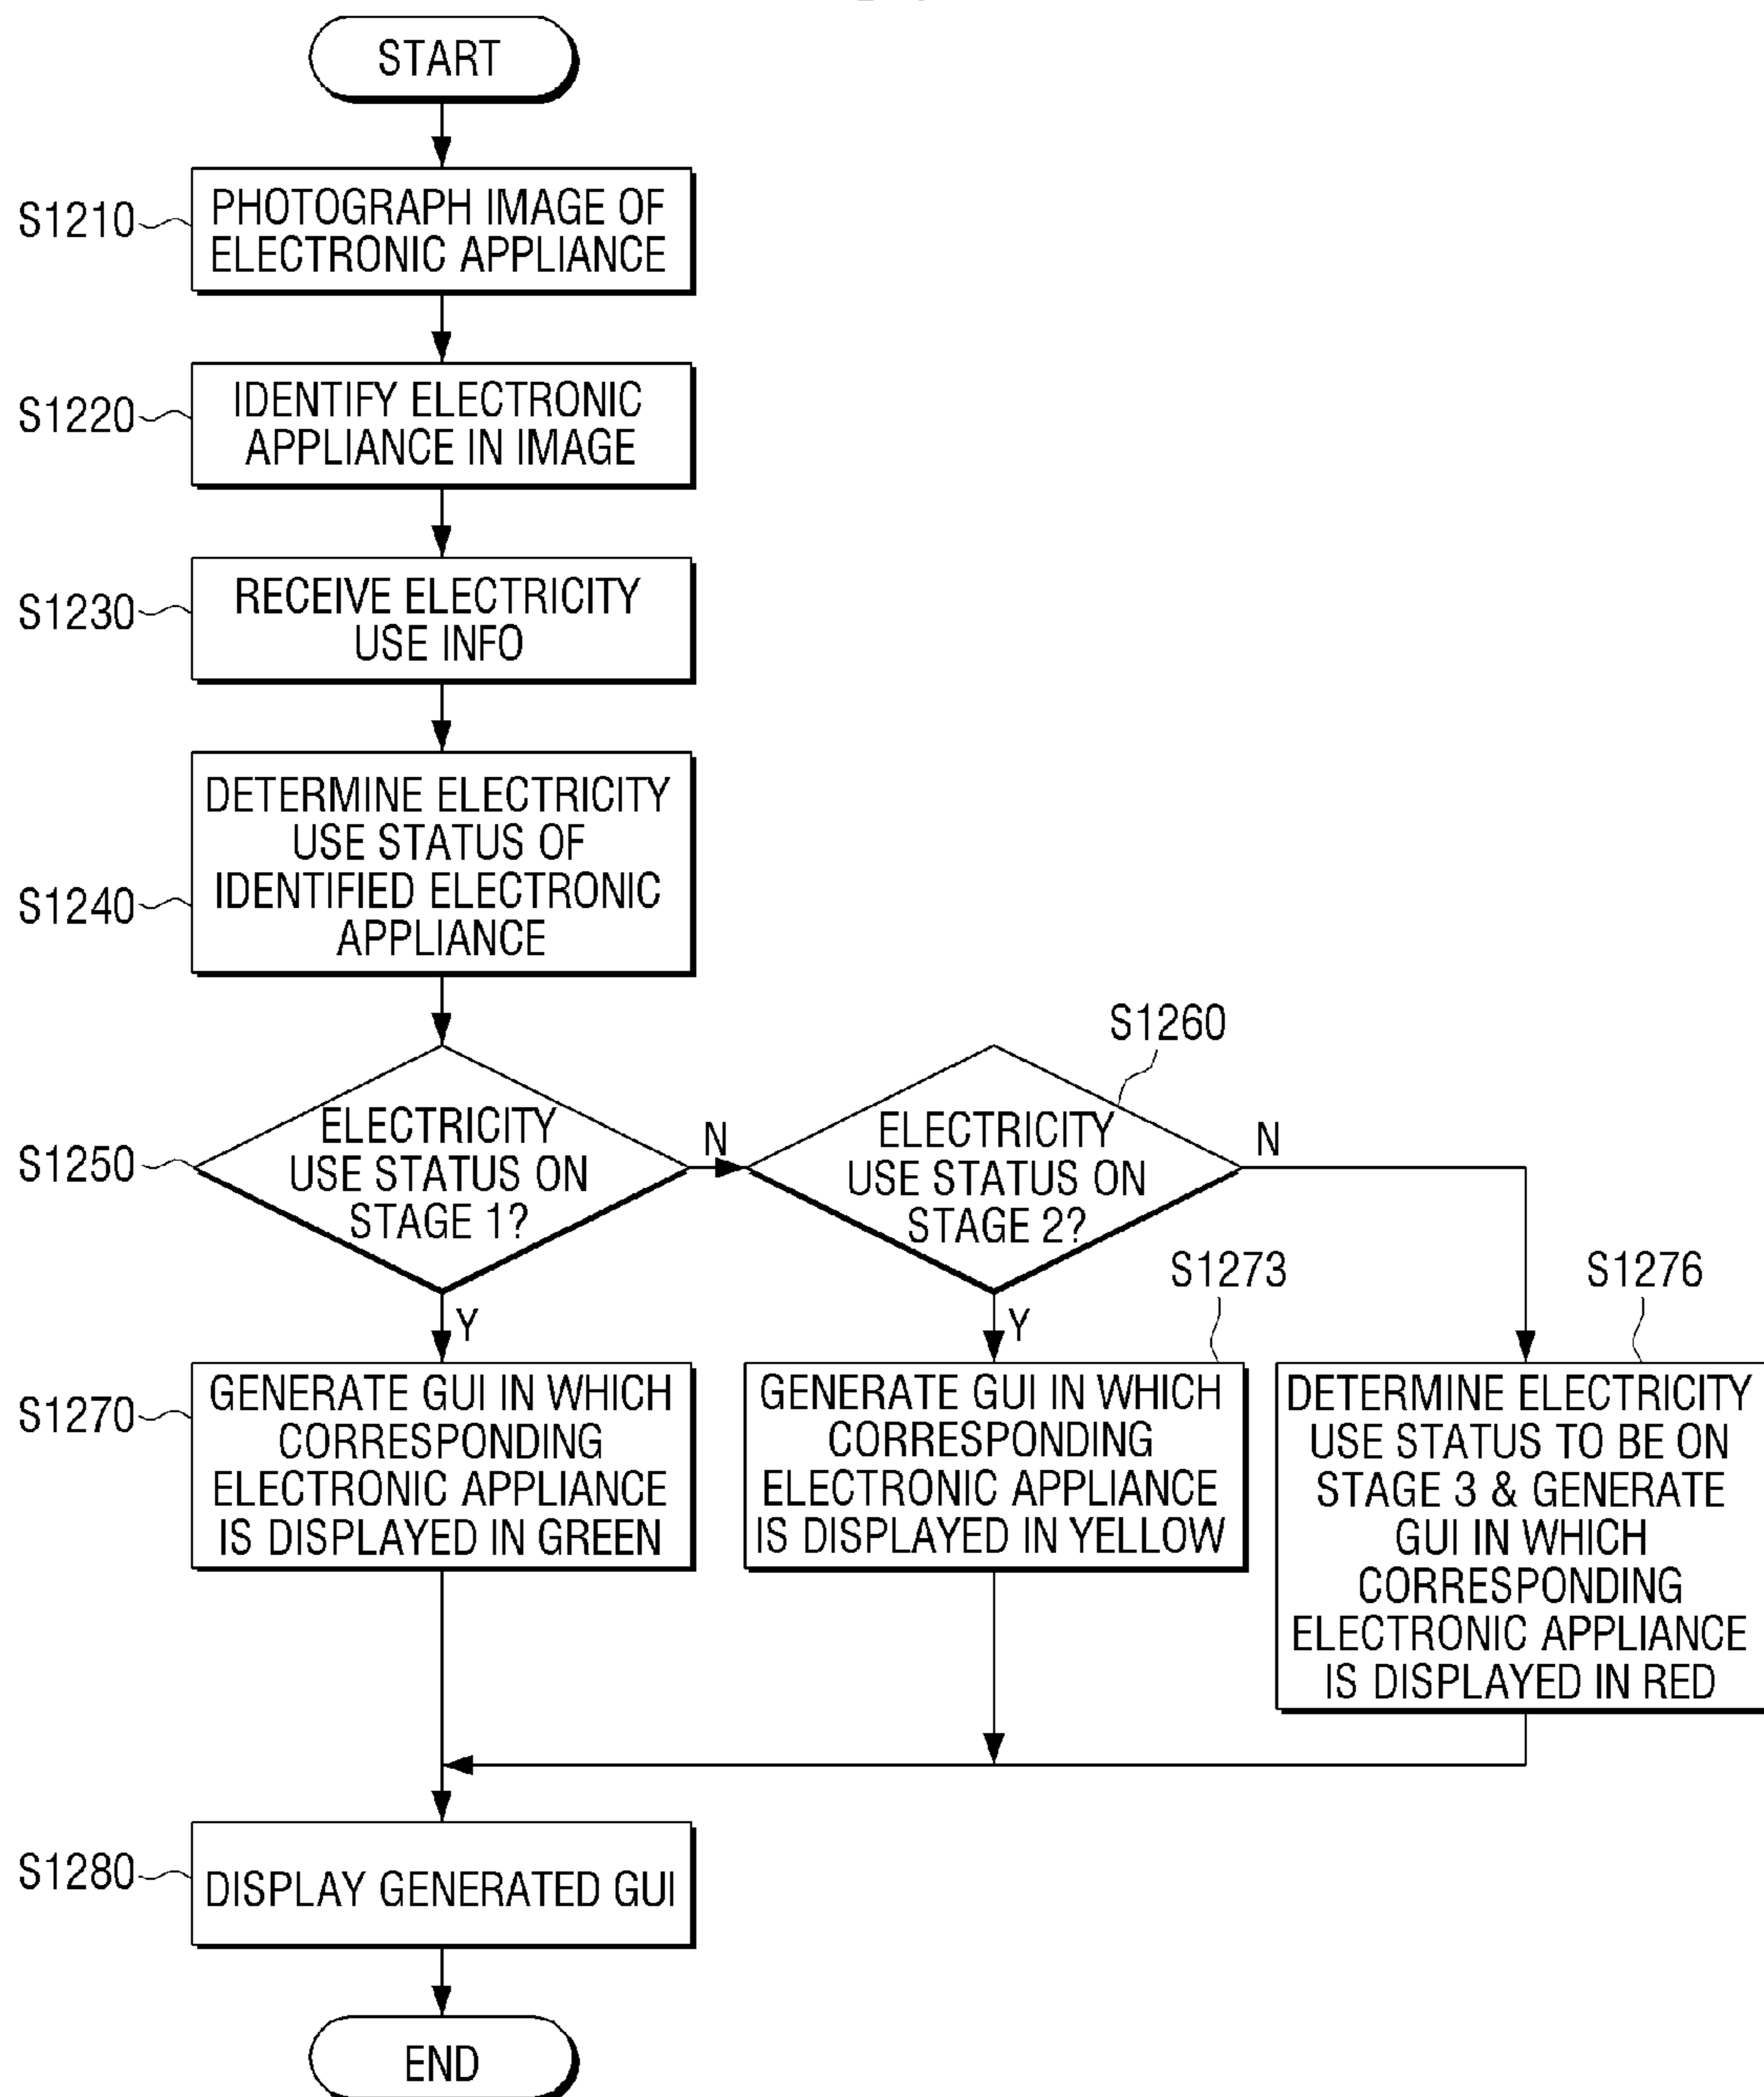 START
S1210
PHOTOGRAPH IMAGE OF
ELECTRONIC APPLIANCE
S1220
IDENTIFY ELECTRONIC
APPLIANCE IN IMAGE
S1230
RECEIVE ELECTRICITY
USE INFO
S1240
DETERMINE ELECTRICITY
USE STATUS OF
IDENTIFIED ELECTRONIC
APPLIANCE
S1250
ELECTRICITY
USE STATUS ON
STAGE 1?
N
Y
S1260
ELECTRICITY
USE STATUS ON
STAGE 2?
N
Y
S1270
GENERATE GUI IN WHICH
CORRESPONDING
ELECTRONIC APPLIANCE
IS DISPLAYED IN GREEN
S1273
GENERATE GUI IN WHICH
CORRESPONDING
ELECTRONIC APPLIANCE
IS DISPLAYED IN YELLOW
S1276
DETERMINE ELECTRICITY
USE STATUS TO BE ON
STAGE 3 & GENERATE
GUI IN WHICH
CORRESPONDING
ELECTRONIC APPLIANCE
IS DISPLAYED IN RED
S1280
DISPLAY GENERATED GUI
END